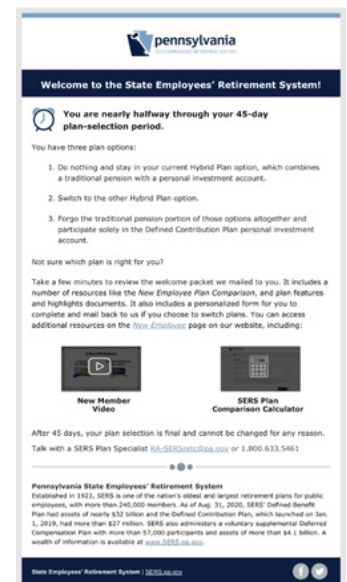 pennsylvania
STATE EMPLOYEES' RETIREMENT SYSTEM
Welcome to the State Employees' Retirement System!
You are nearly halfway through your 45-day
plan-selection period.
You have three plan options:
1. Do nothing and stay in your current Hybrid Plan option, which combines
a traditional pension with a personal investment account.
2. Switch to the other Hybrid Plan option.
3. Forgo the traditional pension portion of those options altogether and
participate solely in the Defined Contribution Plan personal investment
account.
Not sure which plan is right for you?
Take a few minutes to review the welcome packet we mailed to you. It includes a
number of resources like the New Employee Plan Comparison, and plan features
and highlights documents. It also includes a personalized form for you to
complete and mail back to us if you choose to switch plans. You can access
additional resources on the New Employee page on our website, including:
New Member
Video
SERS Plan
Comparison Calculator
After 45 days, your plan selection is final and cannot be changed for any reason.
Talk with a SERS Plan Specialist RA-SERSretc@pa.gov or 1.800.633.5461
Pennsylvania State Employees' Retirement System
Established in 1923, SERS is one of the nation's oldest and largest retirement plans for public
employees, with more than 240,000 members. As of Aug. 31, 2020, SERS' Defined Benefit
Plan had assets of nearly $32 billion and the Defined Contribution Plan, which launched on Jan.
1, 2019, had more than $27 million. SERS also administers a voluntary supplemental Deferred
Compensation Plan with more than 57,000 participants and assets of more than $4.1 billion. A
wealth of information is available at www.SERS.pa.gov.
State Employees' Retirement System | SERS.pa.gov